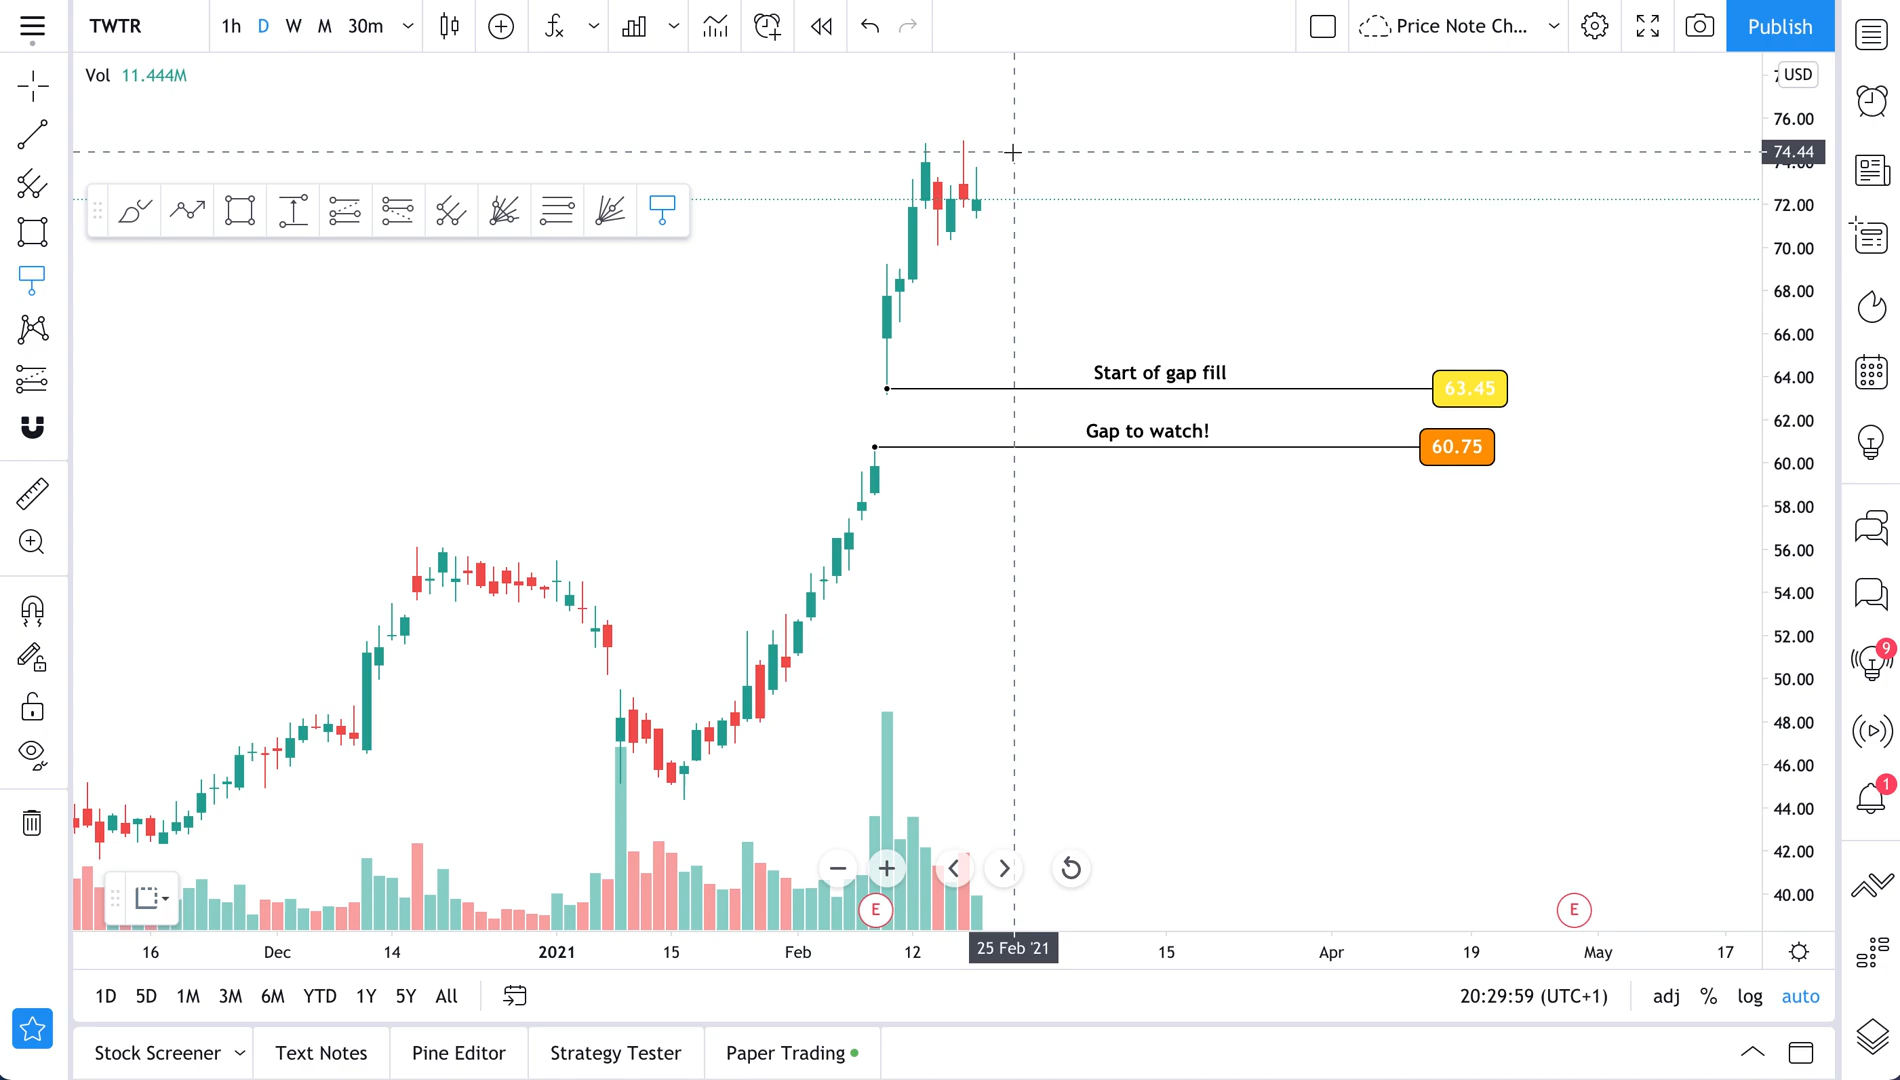 TWTR 1h D W M 30m Price Note Ch... Publish
Vol 11.444M
USD
76.00
74.44
72.00
70.00
68.00
66.00
Start of gap fill
64.00
63.45
62.00
Gap to watch!
60.75
60.00
58.00
56.00
54.00
52.00
50.00
9
48.00
46.00
1
44.00
42.00
40.00
E E
16 Dec 14 2021 15 Feb 12 25 Feb '21 15 Apr 19 May 17
1D 5D 1M 3M 6M YTD 1Y 5Y All 20:29:59 (UTC+1) adj % log auto
Stock Screener Text Notes Pine Editor Strategy Tester Paper Trading